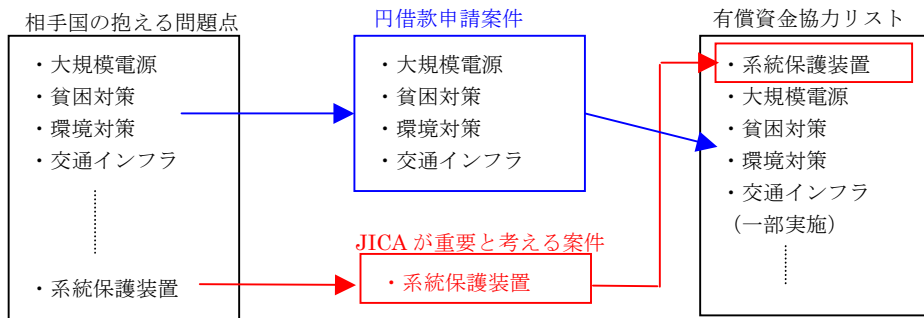 相手国の抱える問題点
・大規模電源
・貧困対策
・環境対策
・交通インフラ
・系統保護装置
円借款申請案件
・大規模電源
・貧困対策
・環境対策
・交通インフラ
JICA が重要と考える案件
・系統保護装置
有償資金協力リスト
・系統保護装置
・大規模電源
・貧困対策
・環境対策
・交通インフラ
（一部実施）